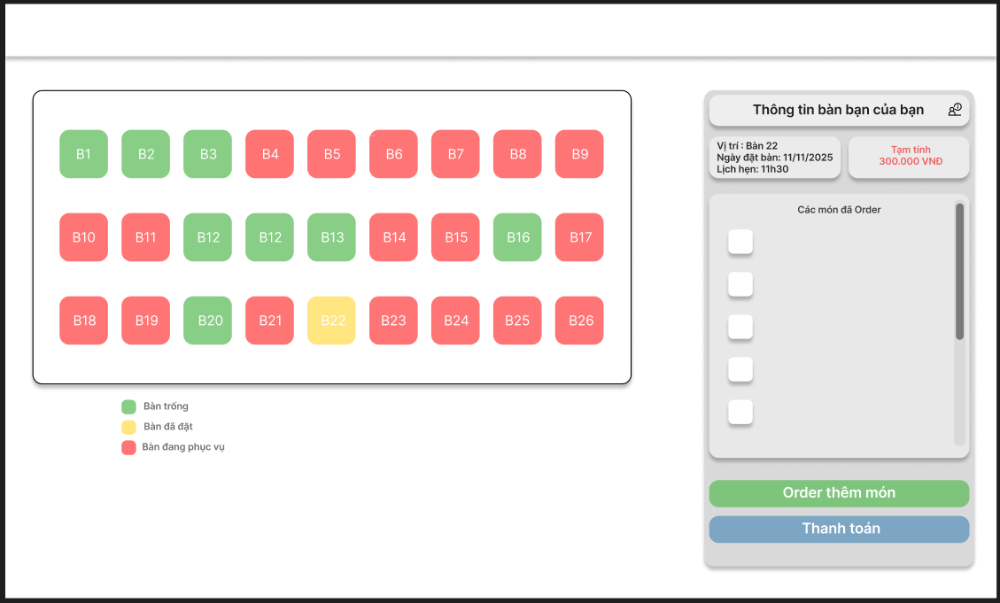 B1 B2 B3 B4 B5 B6 B7 B8 B9
B10 B11 B12 B12 B13 B14 B15 B16 B17
B18 B19 B20 B21 B22 B23 B24 B25 B26
Bàn trống
Bàn đã đặt
Bàn đang phục vụ
Thông tin bàn bạn của bạn
Vị trí : Bàn 22
Ngày đặt bàn: 11/11/2025
Lịch hẹn: 11h30
Tạm tính
300.000 VNĐ
Các món đã Order
Order thêm món
Thanh toán